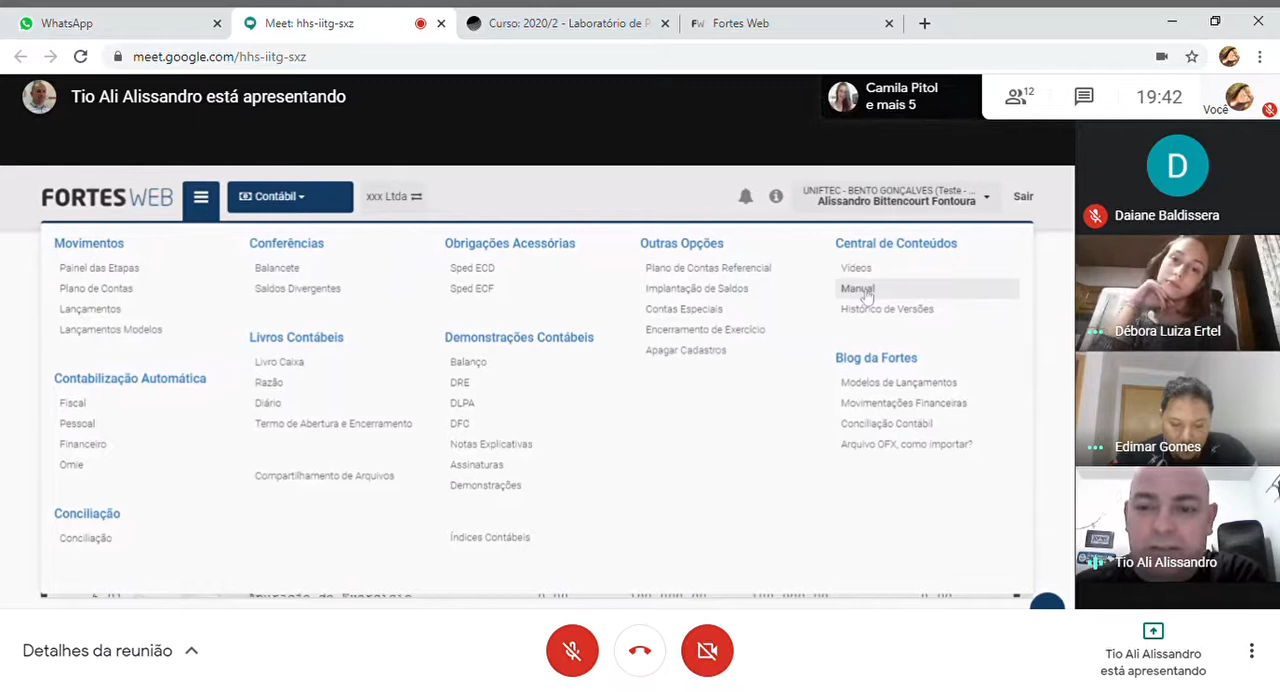 WhatsApp
Meet: hhs-iitg-sxz
Curso: 2020/2 - Laboratório de P
FW Fortes Web
meet.google.com/hhs-iitg-sxz
Tio Ali Alissandro está apresentando
Camila Pitol
e mais 5
12
19:42
Você
FORTES WEB
Contábil
xxx Ltda
UNIFTEC - BENTO GONÇALVES (Teste - ...
Alissandro Bittencourt Fontoura
Sair
Movimentos
Painel das Etapas
Plano de Contas
Lançamentos
Lançamentos Modelos
Contabilização Automática
Fiscal
Pessoal
Financeiro
Omie
Conciliação
Conciliação
Conferências
Balancete
Saldos Divergentes
Livros Contábeis
Livro Caixa
Razão
Diário
Termo de Abertura e Encerramento
Compartilhamento de Arquivos
Obrigações Acessórias
Sped ECD
Sped ECF
Demonstrações Contábeis
Balanço
DRE
DLPA
DFC
Notas Explicativas
Assinaturas
Demonstrações
Índices Contábeis
Outras Opções
Plano de Contas Referencial
Implantação de Saldos
Contas Especiais
Encerramento de Exercício
Apagar Cadastros
Central de Conteúdos
Vídeos
Manual
Histórico de Versões
Blog da Fortes
Modelos de Lançamentos
Movimentações Financeiras
Conciliação Contábil
Arquivo OFX, como importar?
D
Daiane Baldissera
Débora Luiza Ertel
Edimar Gomes
Tio Ali Alissandro
Detalhes da reunião
Tio Ali Alissandro
está apresentando